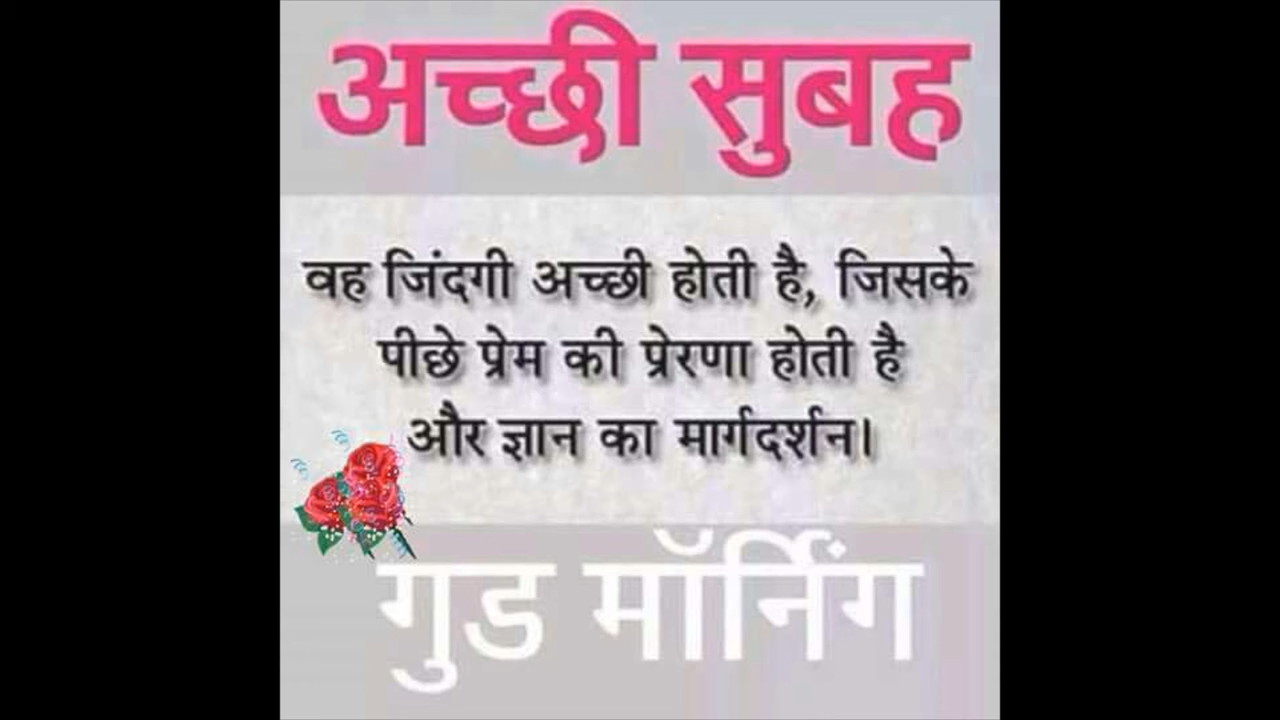 अच्छी सुबह
वह जिंदगी अच्छी होती है, जिसके
पीछे प्रेम की प्रेरणा होती है
और ज्ञान का मार्गदर्शन।
गुड मॉर्निंग